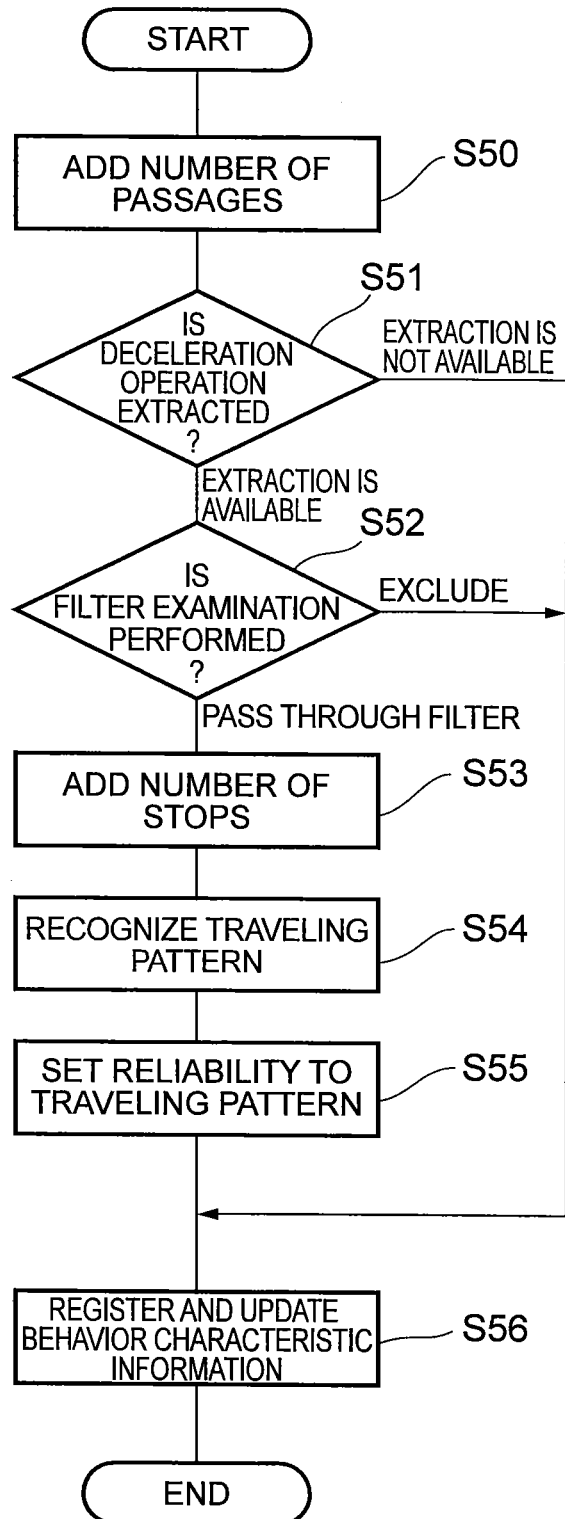 START
ADD NUMBER OF
PASSAGES
S50
S51
IS
DECELERATION
OPERATION
EXTRACTED
?
EXTRACTION IS
NOT AVAILABLE
EXTRACTION IS
AVAILABLE
S52
IS
FILTER EXAMINATION
PERFORMED
?
EXCLUDE
PASS THROUGH FILTER
ADD NUMBER OF
STOPS
S53
RECOGNIZE TRAVELING
PATTERN
S54
SET RELIABILITY TO
TRAVELING PATTERN
S55
REGISTER AND UPDATE
BEHAVIOR CHARACTERISTIC
INFORMATION
S56
END